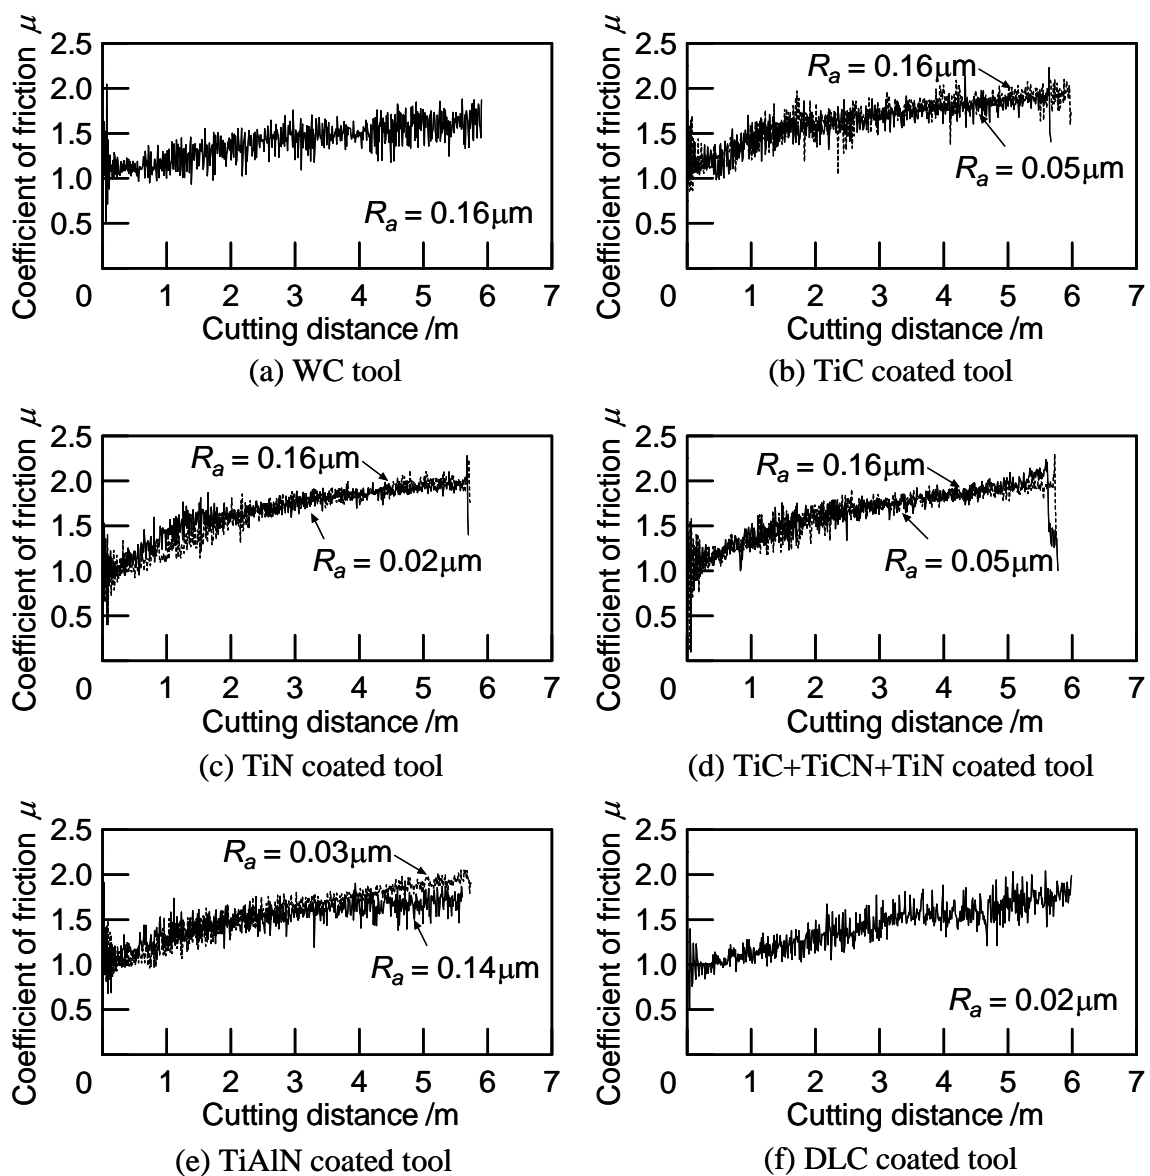 Coefficient of friction μ
2.5
2.0
1.5
1.0
0.5
0
Ra = 0.16μm
1 2 3 4 5 6 7
Cutting distance /m
(a) WC tool
Coefficient of friction μ
2.5
2.0
1.5
1.0
0.5
0
Ra = 0.16μm
Ra = 0.05μm
1 2 3 4 5 6 7
Cutting distance /m
(b) TiC coated tool
Coefficient of friction μ
2.5
2.0
1.5
1.0
0.5
0
Ra = 0.16μm
Ra = 0.02μm
1 2 3 4 5 6 7
Cutting distance /m
(c) TiN coated tool
Coefficient of friction μ
2.5
2.0
1.5
1.0
0.5
0
Ra = 0.16μm
Ra = 0.05μm
1 2 3 4 5 6 7
Cutting distance /m
(d) TiC+TiCN+TiN coated tool
Coefficient of friction μ
2.5
2.0
1.5
1.0
0.5
0
Ra = 0.03μm
Ra = 0.14μm
1 2 3 4 5 6 7
Cutting distance /m
(e) TiAlN coated tool
Coefficient of friction μ
2.5
2.0
1.5
1.0
0.5
0
Ra = 0.02μm
1 2 3 4 5 6 7
Cutting distance /m
(f) DLC coated tool